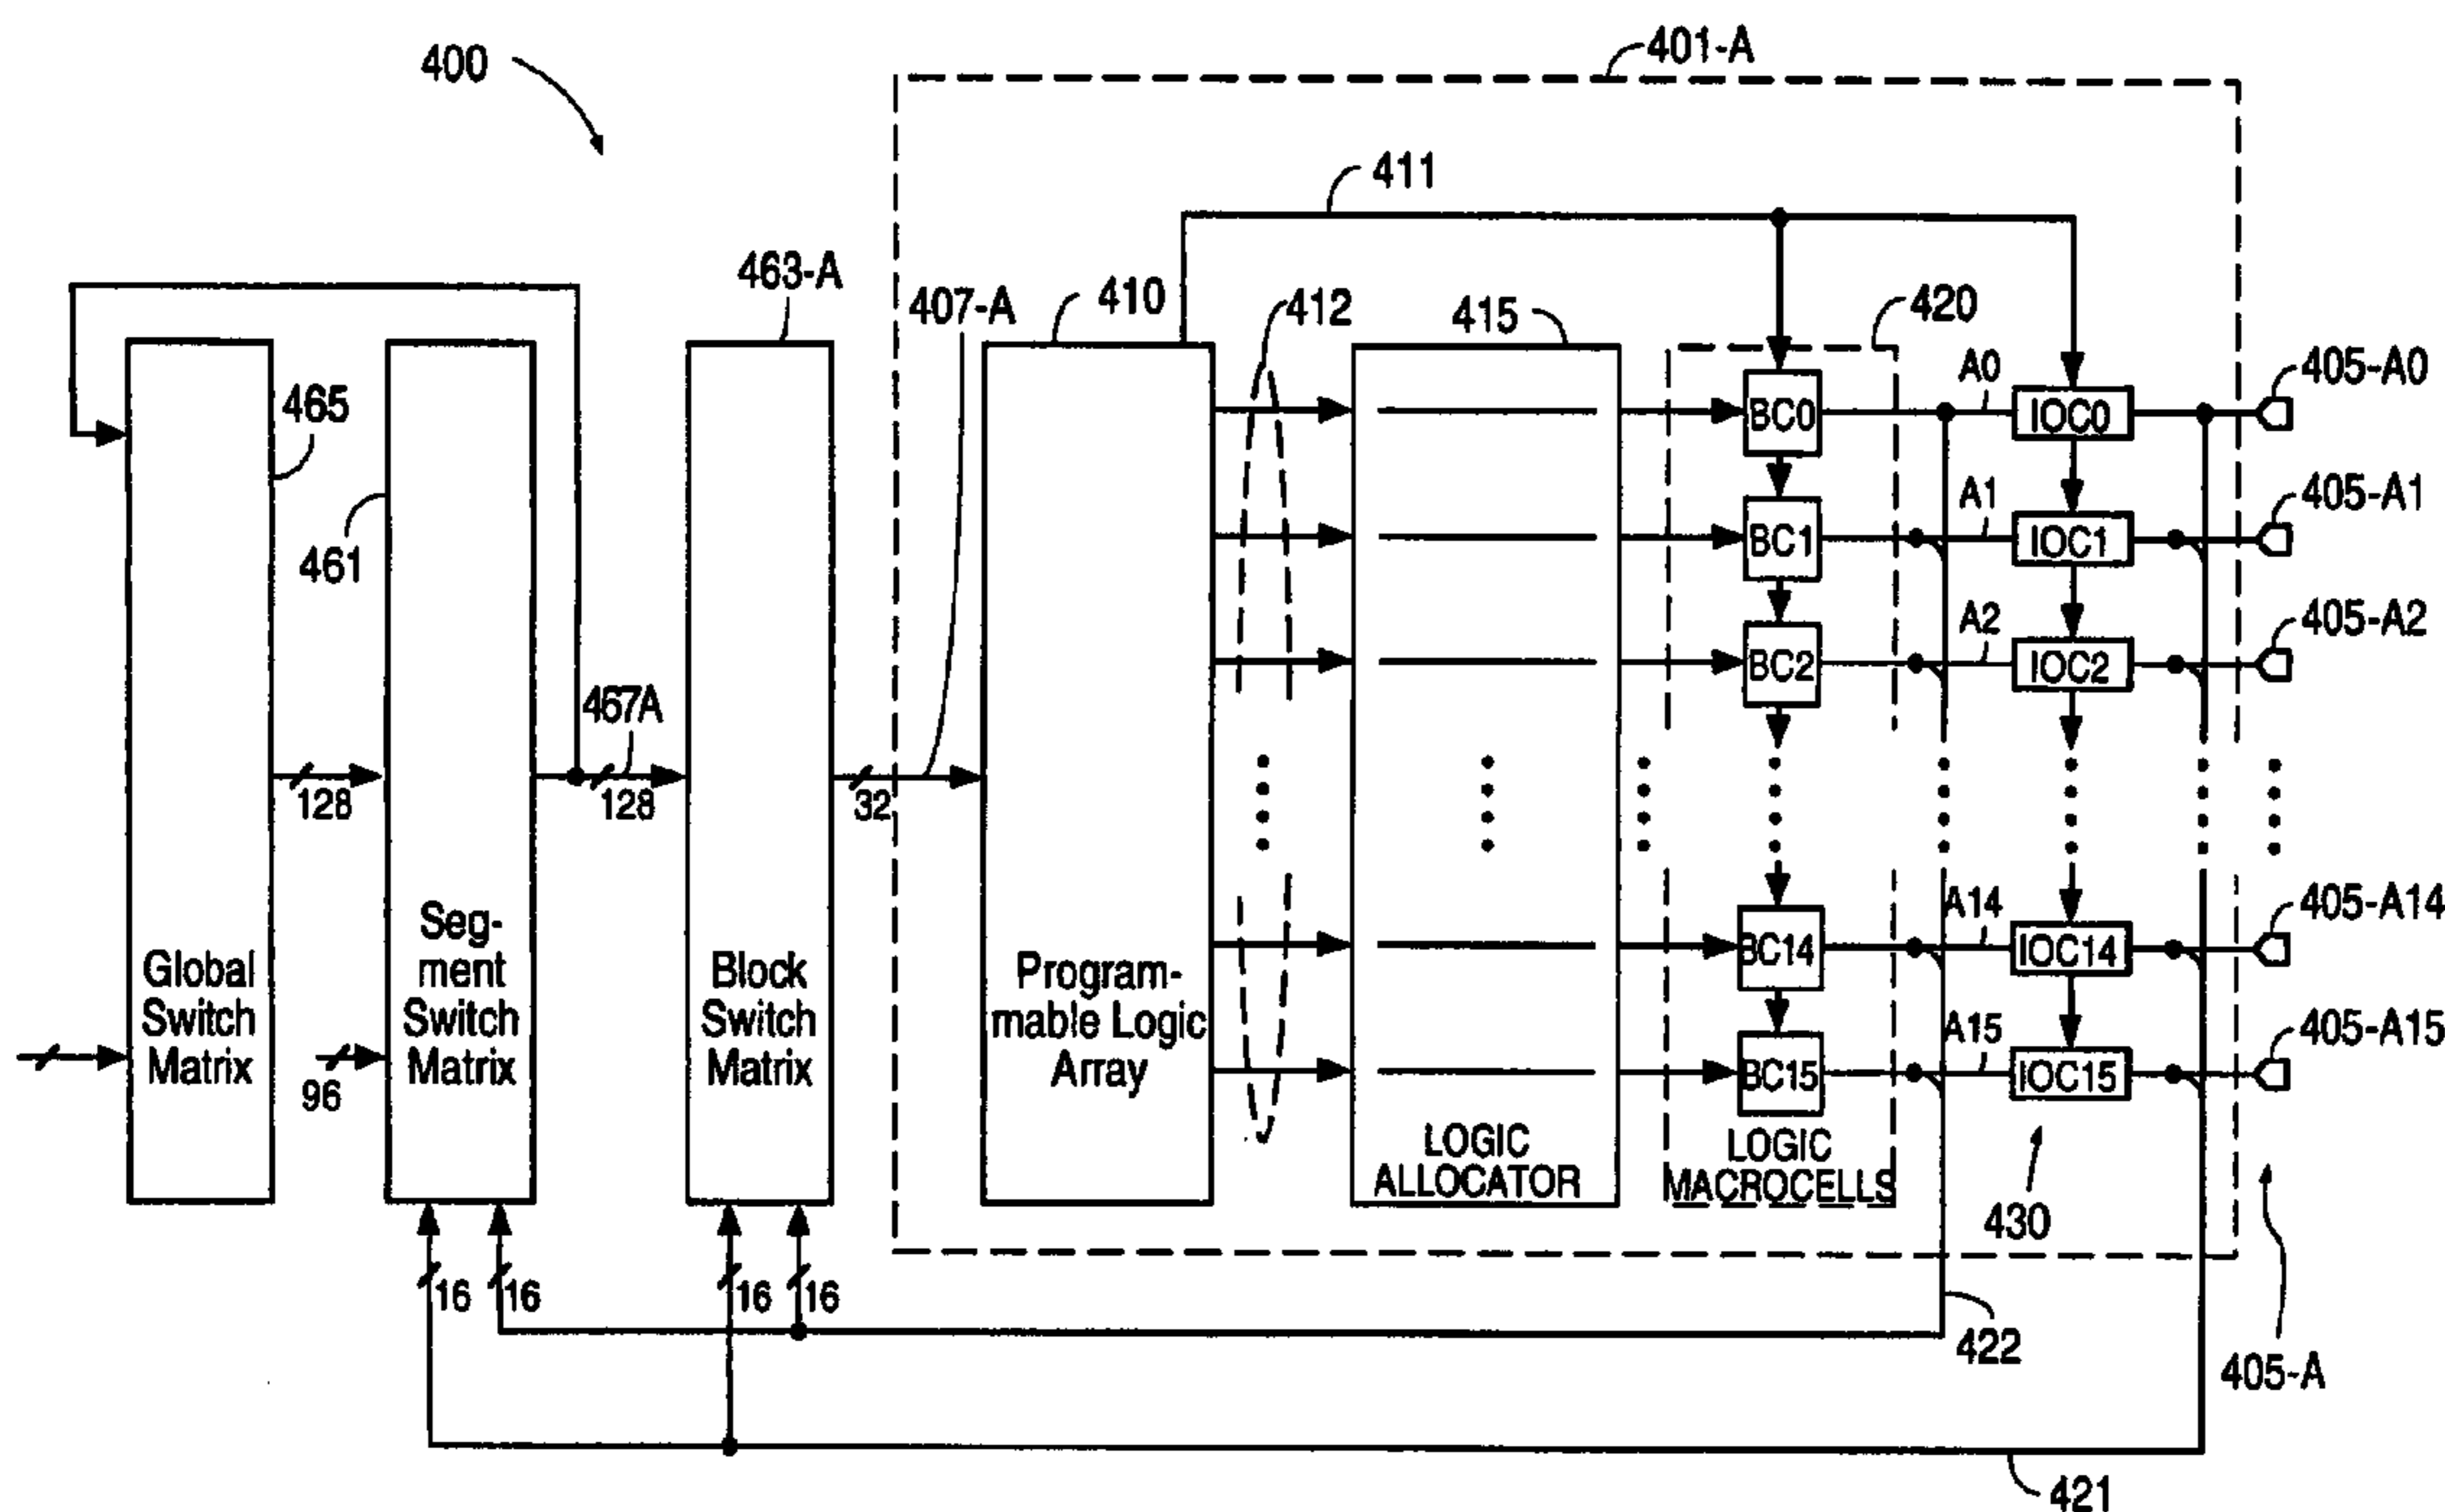 401-A
400
411
463-A
407-A
410
412
415
420
465
461
A0
405-A0
BC0
IOC0
A1
405-A1
BC1
IOC1
A2
405-A2
BC2
IOC2
467A
128
128
32
Global
Switch
Matrix
96
Seg-
ment
Switch
Matrix
Block
Switch
Matrix
Program-
mable Logic
Array
LOGIC
ALLOCATOR
A14
405-A14
BC14
IOC14
A15
405-A15
BC15
IOC15
LOGIC
MACROCELLS
430
16
16
16
16
422
405-A
421